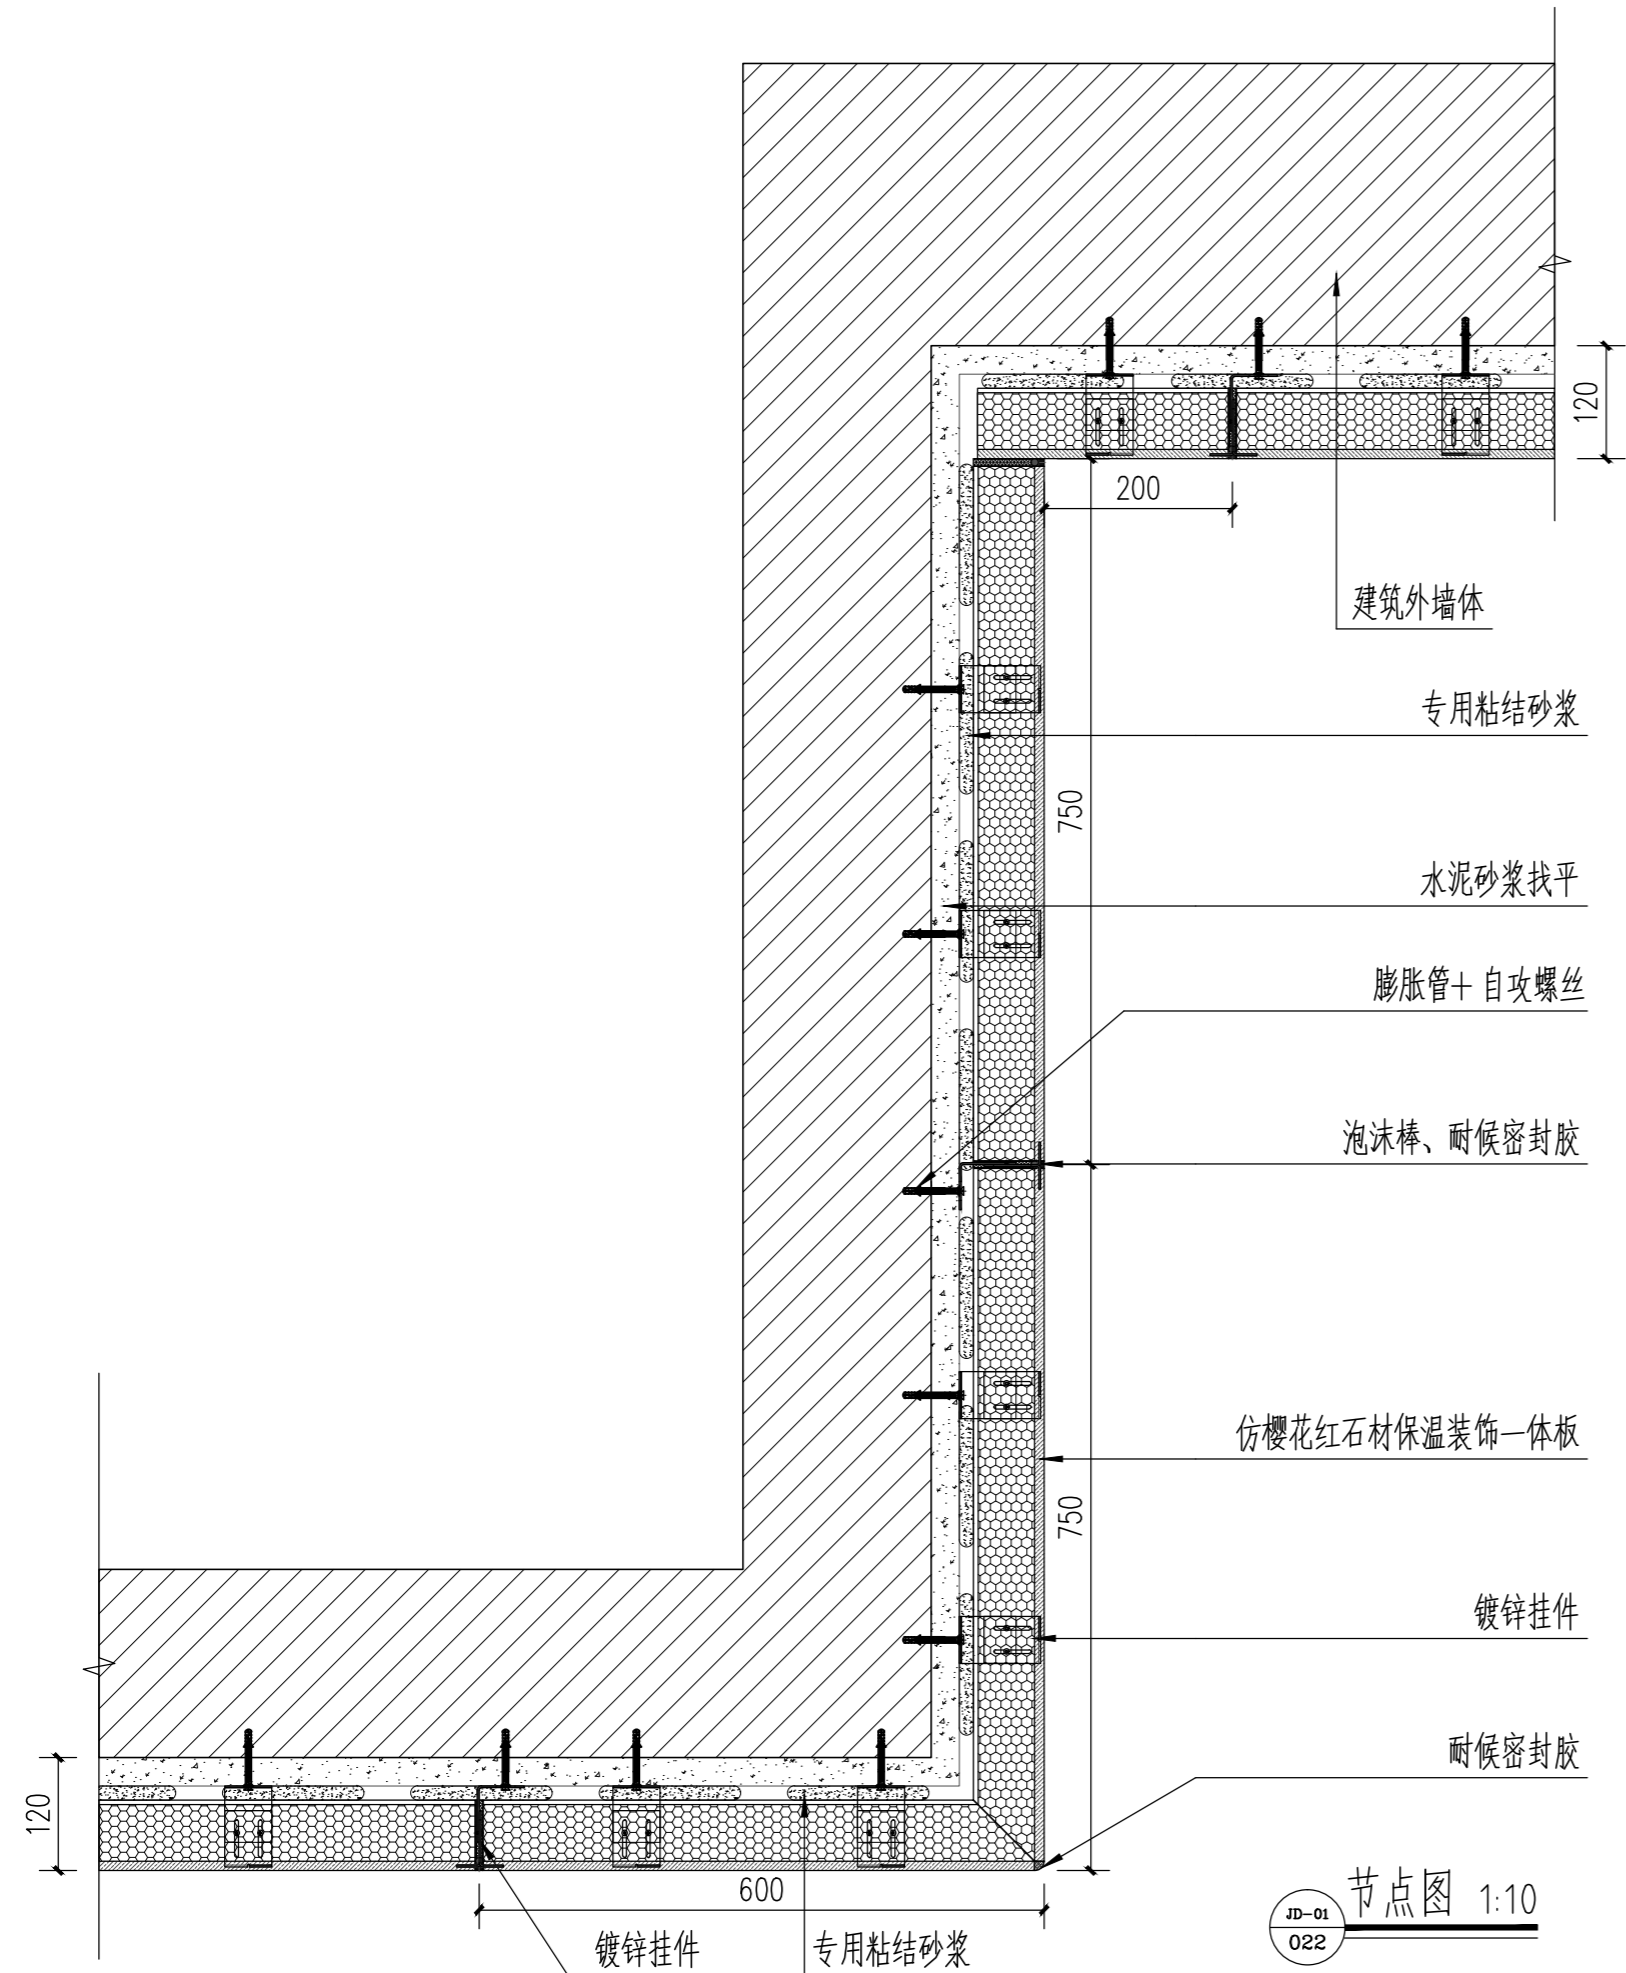 120
200
建筑外墙体
专用粘结砂浆
750
水泥砂浆找平
膨胀管+ 自攻螺丝
泡沫棒、耐候密封胶
仿樱花红石材保温装饰一体板
750
镀锌挂件
耐候密封胶
120
600
镀锌挂件
专用粘结砂浆
JD-01
022
节点图 1:10